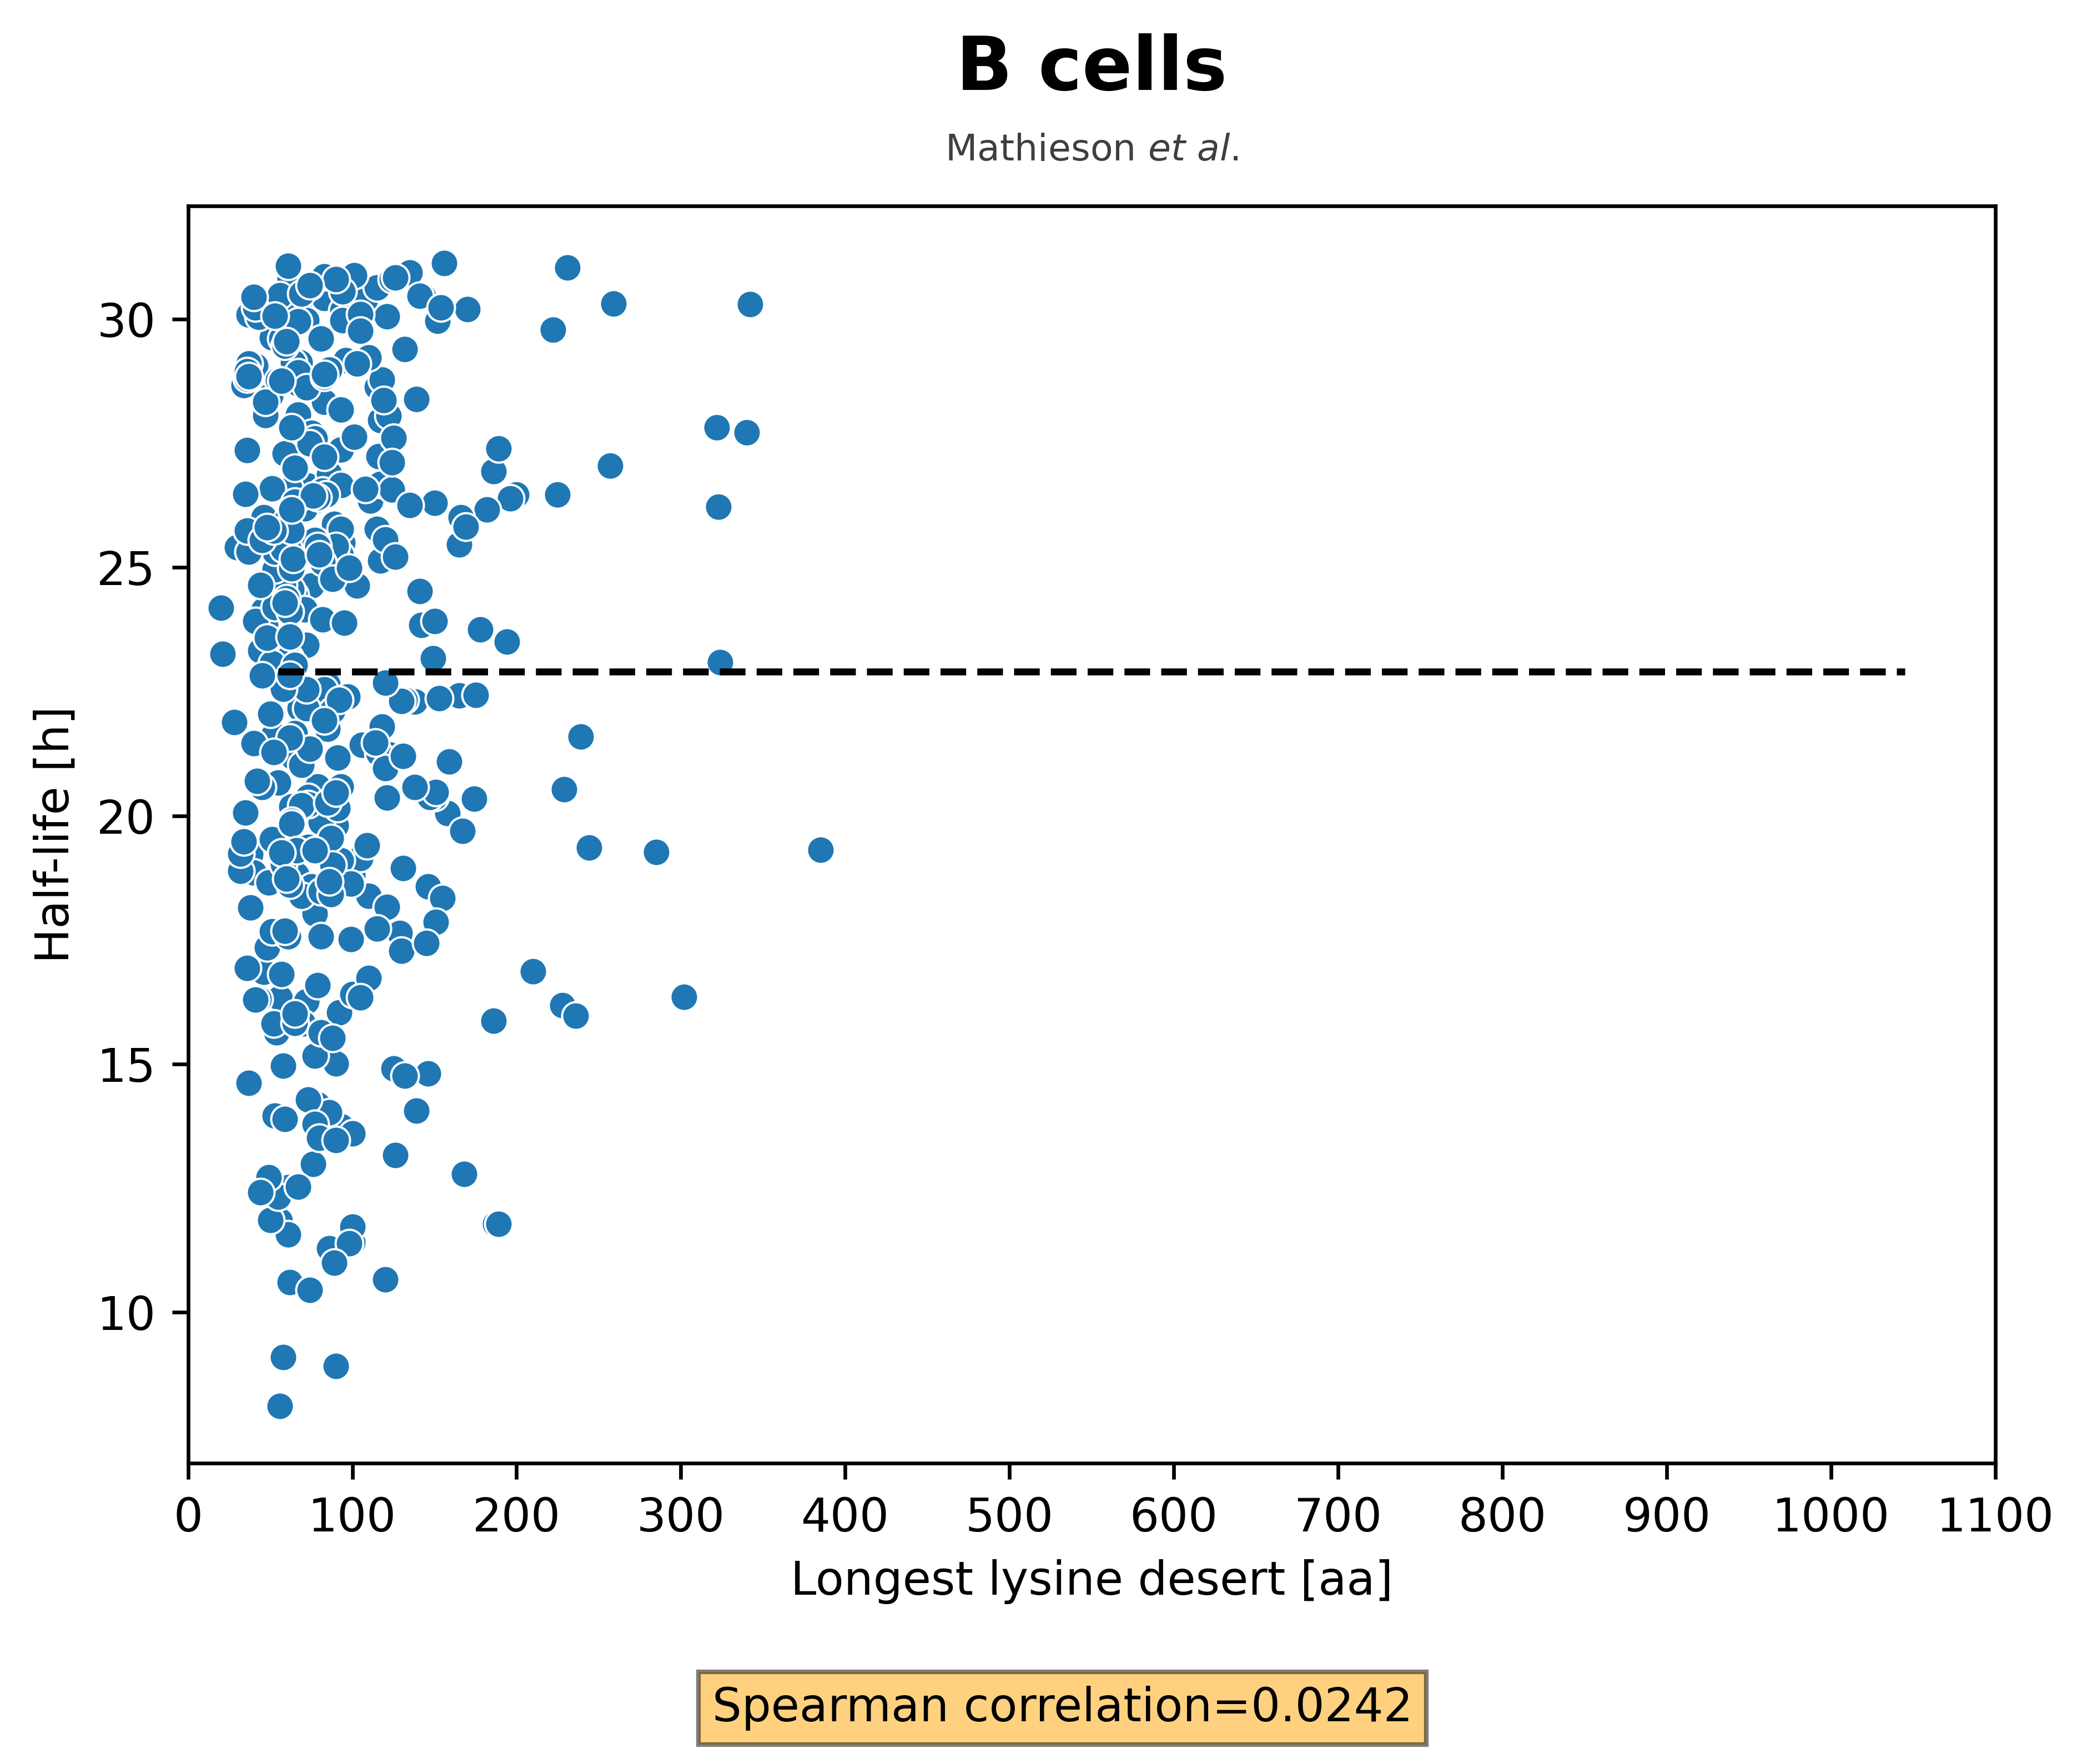 B cells
Mathieson et al.
Half-life [h]
30
25
20
15
10
0 100 200 300 400 500 600 700 800 900 1000 1100
Longest lysine desert [aa]
Spearman correlation=0.0242